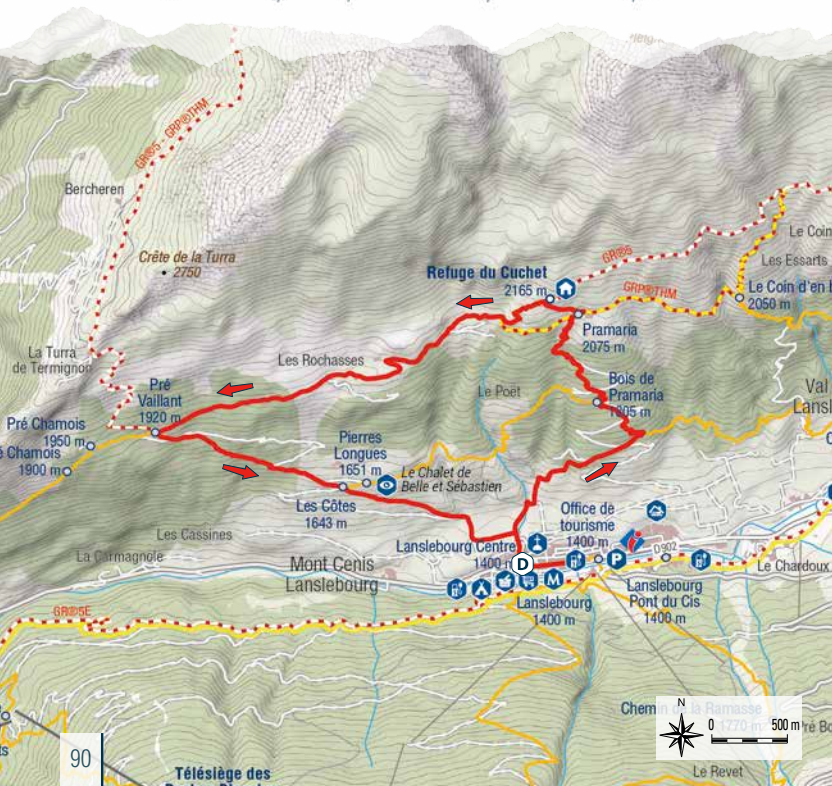 GR®5 - GRP®THM
Bercheren
Crête de la Turra
2750
GR®5
Le Coin
Les Essarts
Refuge du Cuchet
2165 m
GRP®THM
Le Coin d'en
2050 m
Pramaria
2075 m
La Turra
de Termignon
Les Rochasses
Pré
Vaillant
1920 m
Le Poët
Bois de
Pramaria
1805 m
Val
Lansl
Pré Chamois
1950 m
é Chamois
1900 m
Pierres
Longues
1651 m
Le Chalet de
Belle et Sébastien
Les Côtes
1643 m
Office de
tourisme
1400 m
Les Cassines
La Carmagnole
Lanslebourg Centre
1400 m
D
P
M
D902
Mont Cenis
Lanslebourg
Le Chardoux
Lanslebourg
1400 m
Lanslebourg
Pont du Cis
1400 m
GR®5E
Chemin de la Ramasse
1770 m
N
0 500 m
Pré Bo
ts
90
Télésiège des
Le Revet